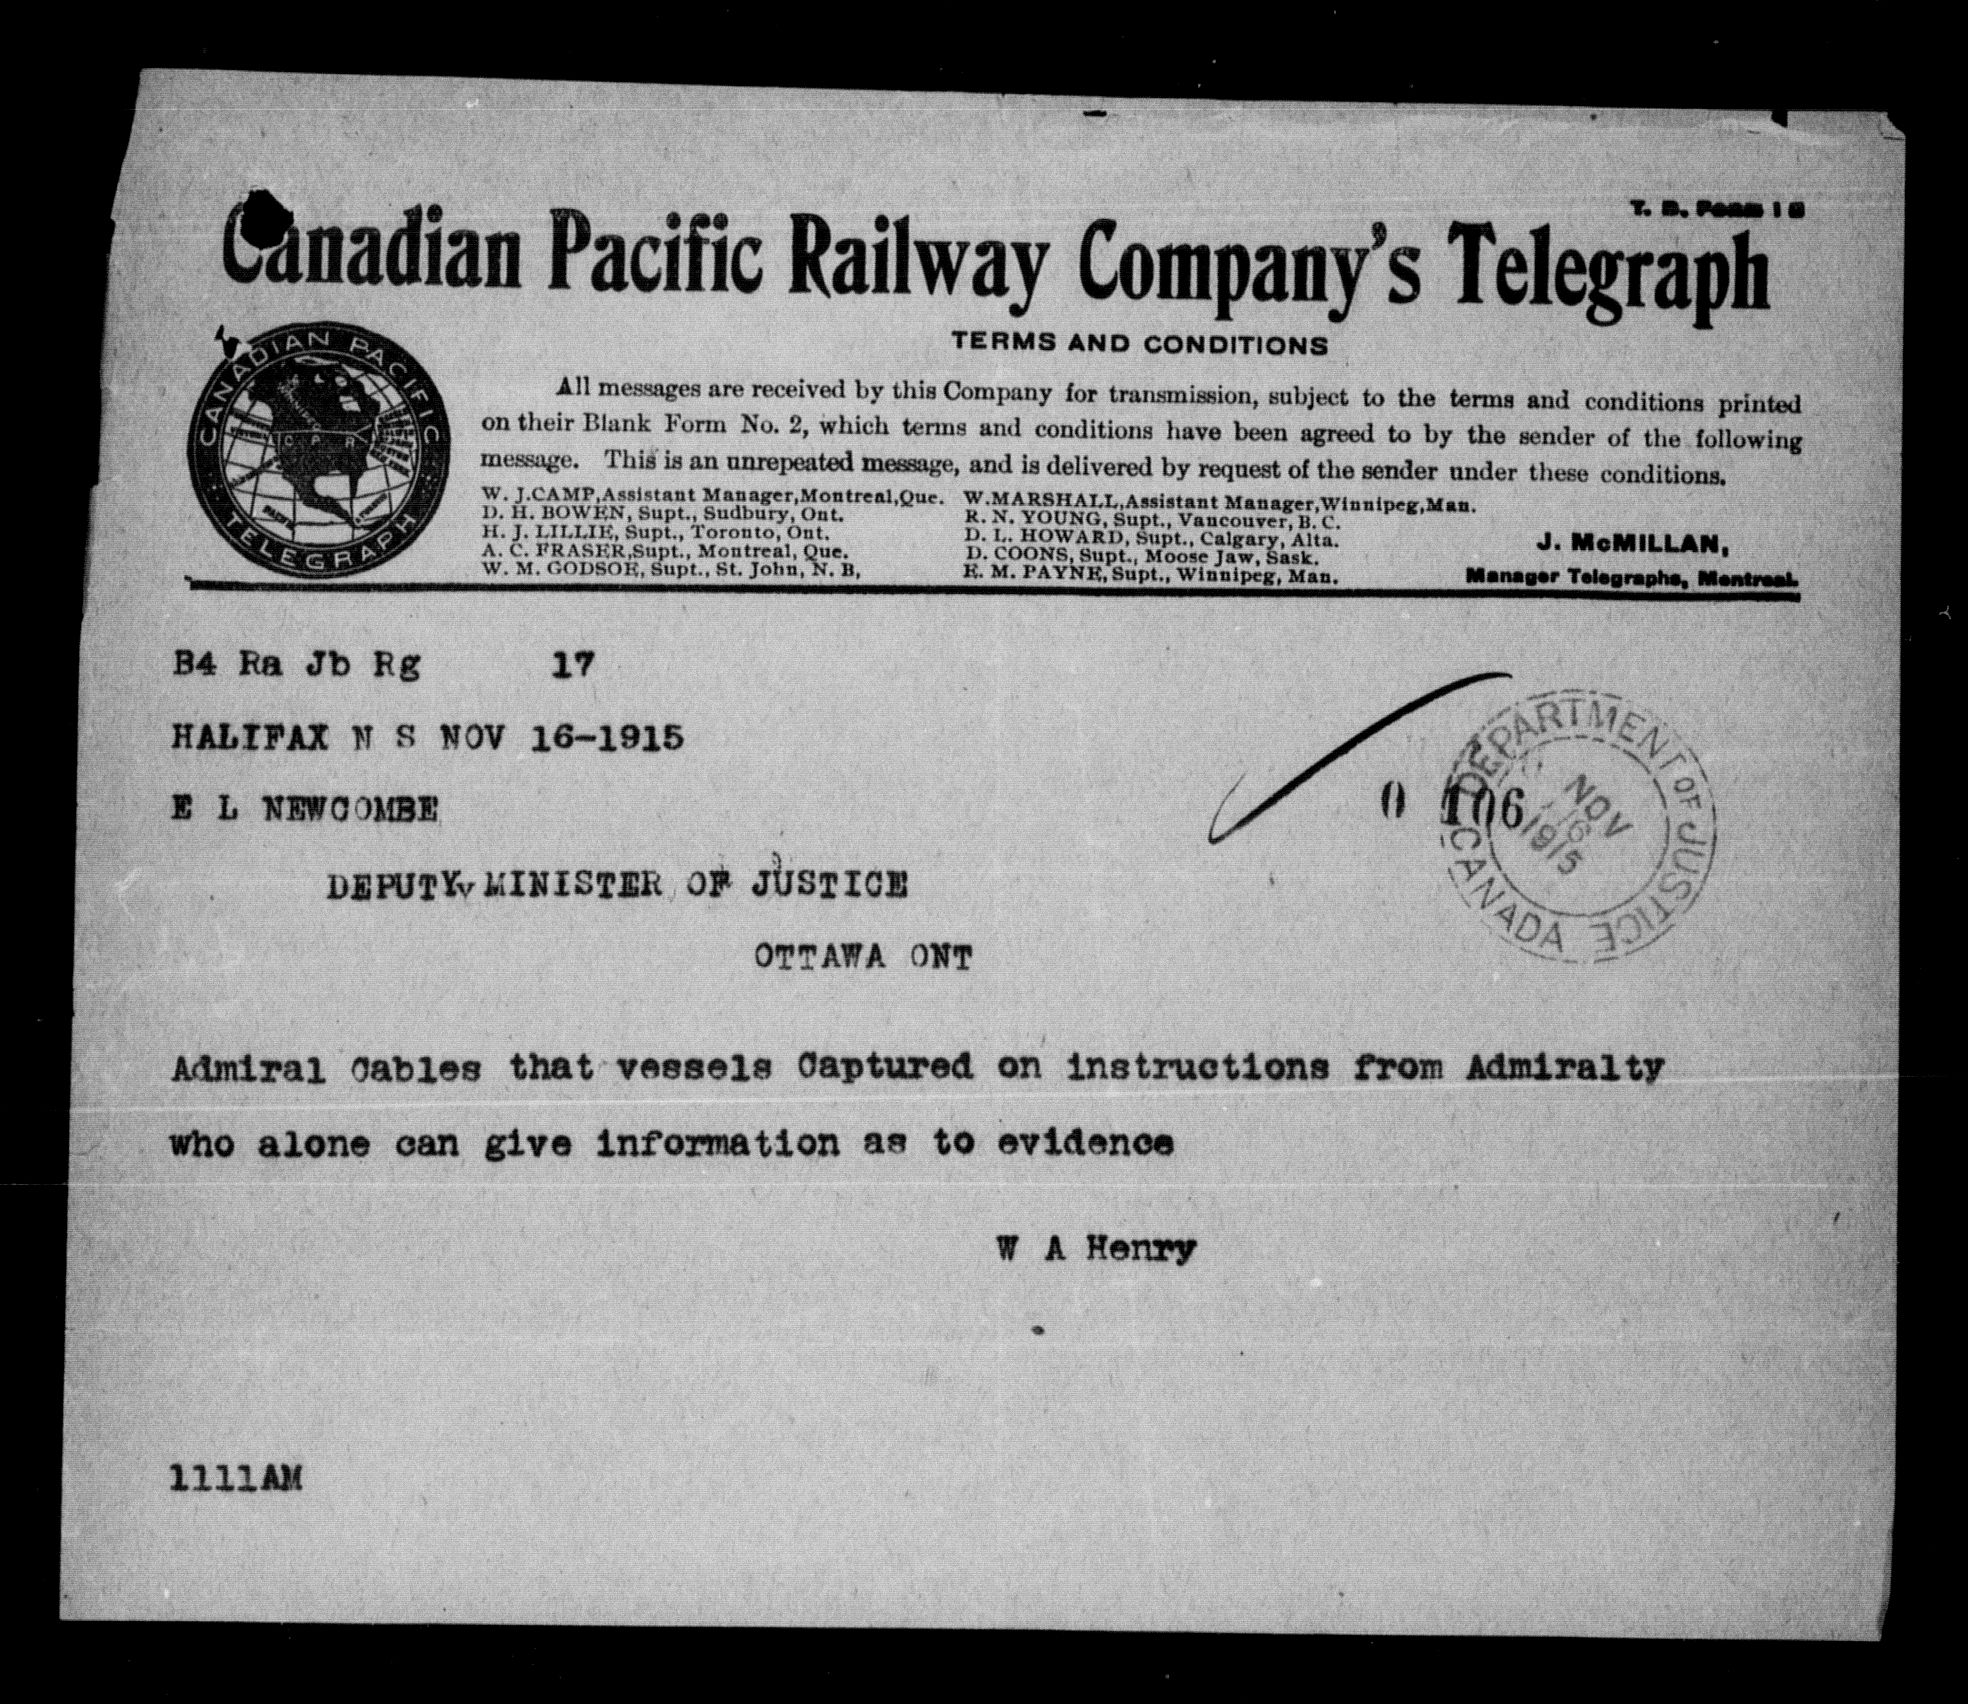 T. D. Form 1
Canadian Pacific Railway Company's Telegraph
TERMS AND CONDITIONS
All messages are received by this Company for transmission, subject to the terms and conditions printed
on their Blank Form No. 2, which terms and conditions have been agreed to by the sender of the following
message. This is an unrepeated message, and is delivered by request of the sender under these conditions.
CANADIAN PACIFIC
C P R
PACIFIC
TELEGRAPH
W. J.CAMP,Assistant Manager,Montreal,Que.
D. H. BOWEN, Supt., Sudbury, Ont.
H. J. LILLIE, Supt., Toronto, Ont.
A. C. FRASER,Supt., Montreal, Que.
W. M. GODSOE, Supt., St. John, N. B,
W.MARSHALL,Assistant Manager,Winnipeg,Man.
R. N. YOUNG, Supt., Vancouver, B. C.
D. L. HOWARD, Supt., Calgary, Alta.
D. COONS, Supt., Moose Jaw, Sask.
E. M. PAYNE, Supt., Winnipeg, Man.
J. McMILLAN,
Manager Telegraphs, Montreal.
B4 Ra Jb Rg 17
HALIFAX N S NOV 16-1915
E L NEWCOMBE
DEPUTYv MINISTER OF JUSTICE
OTTAWA ONT
0 106
DEPARTMENT OF JUSTICE
NOV
16
1915
CANADA
Admiral Cables that vessels Captured on instructions from Admiralty
who alone can give information as to evidence
W A Henry
1111AM